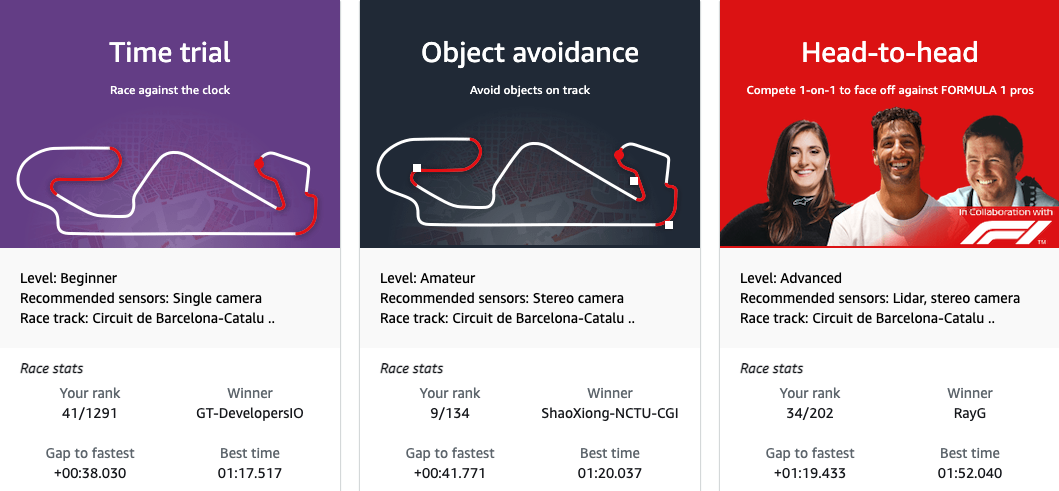 Time trial
Race against the clock
Level: Beginner
Recommended sensors: Single camera
Race track: Circuit de Barcelona-Catalu ..
Race stats
Your rank Winner
41/1291 GT-DevelopersIO
Gap to fastest Best time
+00:38.030 01:17.517
Object avoidance
Avoid objects on track
Level: Amateur
Recommended sensors: Stereo camera
Race track: Circuit de Barcelona-Catalu ..
Race stats
Your rank Winner
9/134 ShaoXiong-NCTU-CGI
Gap to fastest Best time
+00:41.771 01:20.037
Head-to-head
Compete 1-on-1 to face off against FORMULA 1 pros
In Collaboration with
F1
TM
Level: Advanced
Recommended sensors: Lidar, stereo camera
Race track: Circuit de Barcelona-Catalu ..
Race stats
Your rank Winner
34/202 RayG
Gap to fastest Best time
+01:19.433 01:52.040